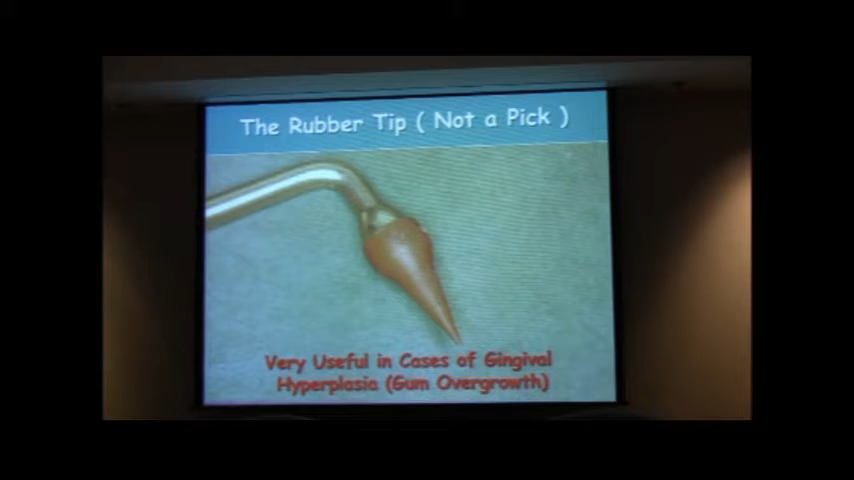 The Rubber Tip ( Not a Pick )
Very Useful in Cases of Gingival
Hyperplasia (Gum Overgrowth)